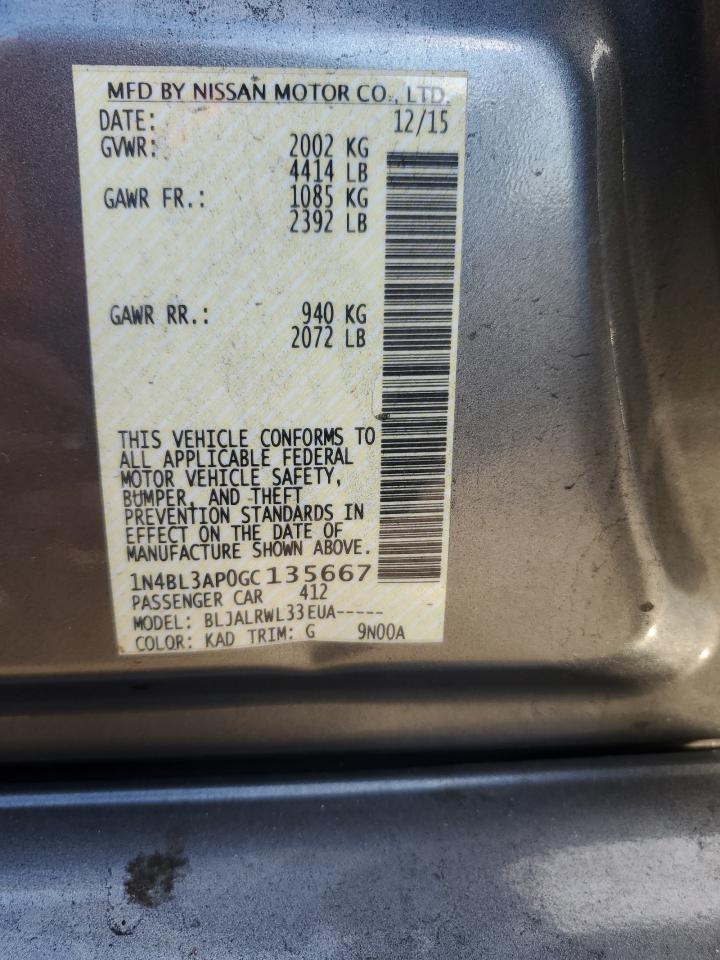 MFD BY NISSAN MOTOR CO., LTD.
DATE: 12/15
GVWR: 2002 KG
4414 LB
GAWR FR.: 1085 KG
2392 LB
GAWR RR.: 940 KG
2072 LB
THIS VEHICLE CONFORMS TO
ALL APPLICABLE FEDERAL
MOTOR VEHICLE SAFETY,
BUMPER, AND THEFT
PREVENTION STANDARDS IN
EFFECT ON THE DATE OF
MANUFACTURE SHOWN ABOVE.
1N4BL3AP0GC135667
PASSENGER CAR 412
MODEL: BLJALRWL33EUA-----
COLOR: KAD TRIM: G 9N00A